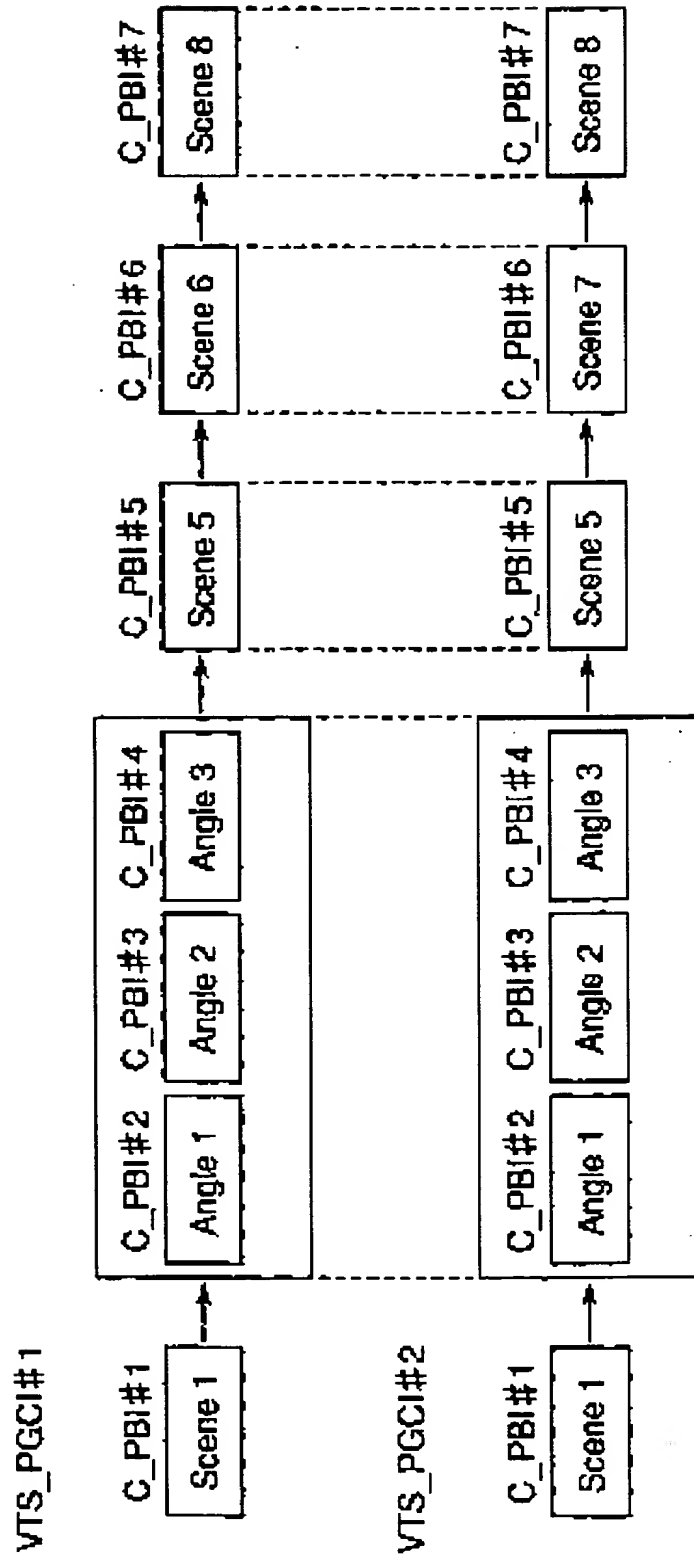 VTS_PGCI#1
C_PBI#1 C_PBI#2 C_PBI#3 C_PBI#4 C_PBI#5 C_PBI#6 C_PBI#7
Scene 1 Angle 1 Angle 2 Angle 3 Scene 5 Scene 6 Scene 8
VTS_PGCI#2
C_PBI#1 C_PBI#2 C_PBI#3 C_PBI#4 C_PBI#5 C_PBI#6 C_PBI#7
Scene 1 Angle 1 Angle 2 Angle 3 Scene 5 Scene 7 Scene 8